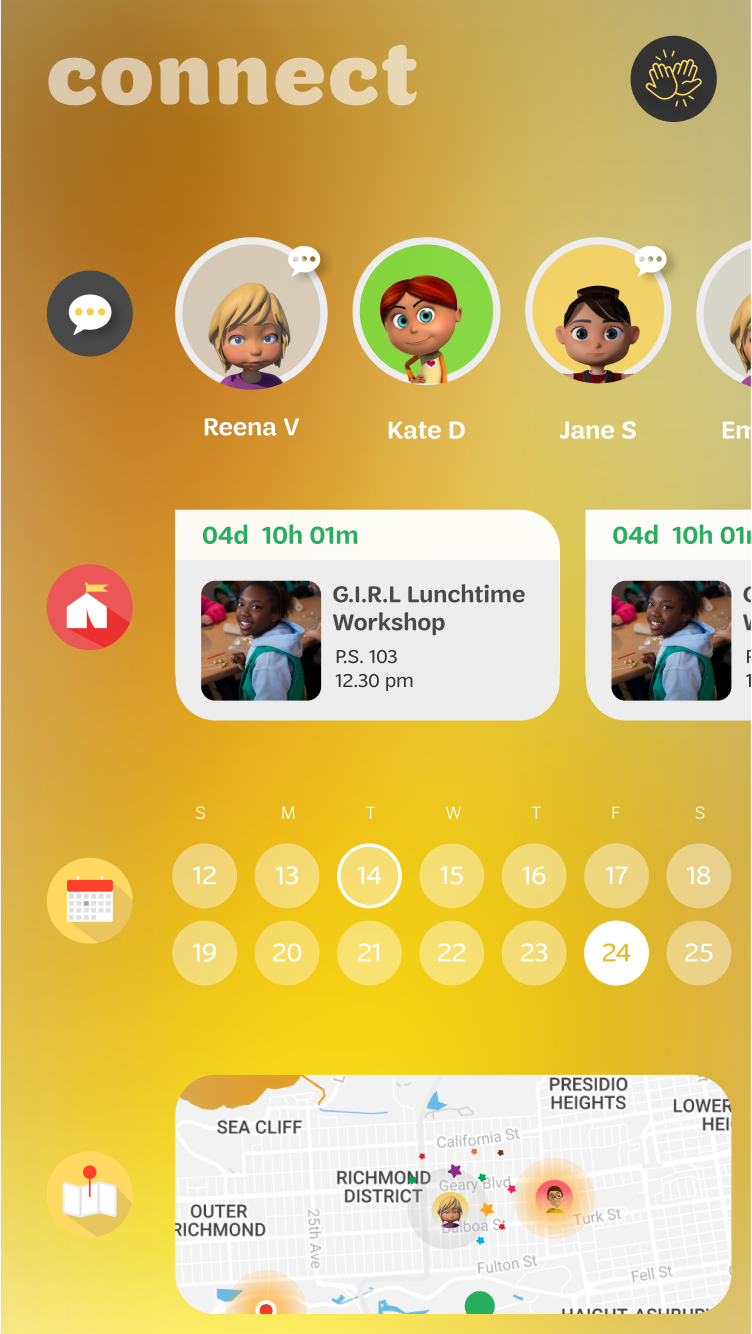 connect
Reena V
Kate D
Jane S
Em
04d 10h 01m
04d 10h 01
G.I.R.L Lunchtime
Workshop
P.S. 103
12.30 pm
S M T W T F S
12 13 14 15 16 17 18
19 20 21 22 23 24 25
PRESIDIO
HEIGHTS
LOWER
HEI
SEA CLIFF
California St
RICHMOND
DISTRICT
Geary Blvd
OUTER
RICHMOND
25th Ave
Balboa St
Turk St
Fulton St
Fell St
HAIGHT-ASHBURY